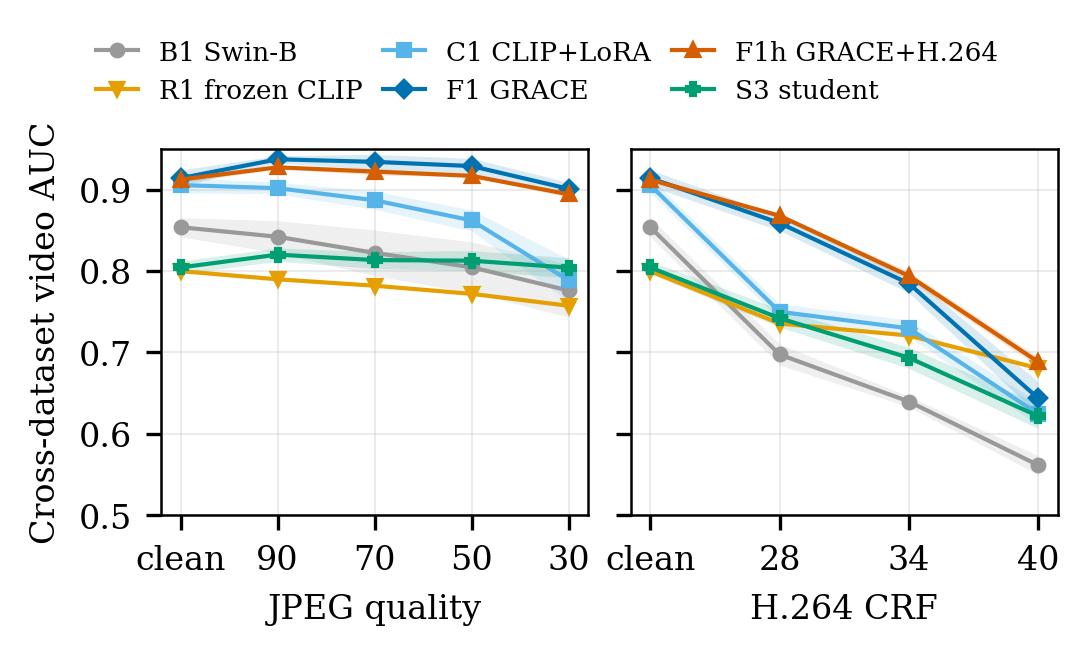 B1 Swin-B
C1 CLIP+LoRA
F1h GRACE+H.264
R1 frozen CLIP
F1 GRACE
S3 student
Cross-dataset video AUC
0.9
0.8
0.7
0.6
0.5
clean 90 70 50 30
clean 28 34 40
JPEG quality
H.264 CRF